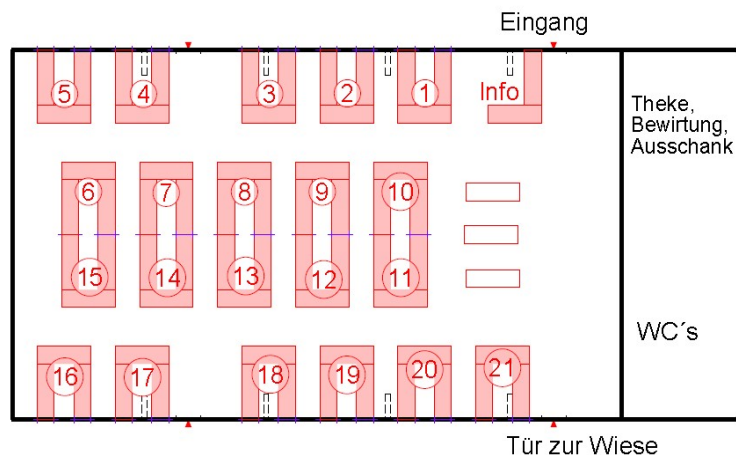 Eingang
5 4 3 2 1 Info
Theke,
Bewirtung,
Ausschank
6 7 8 9 10
15 14 13 12 11
WC´s
16 17 18 19 20 21
Tür zur Wiese